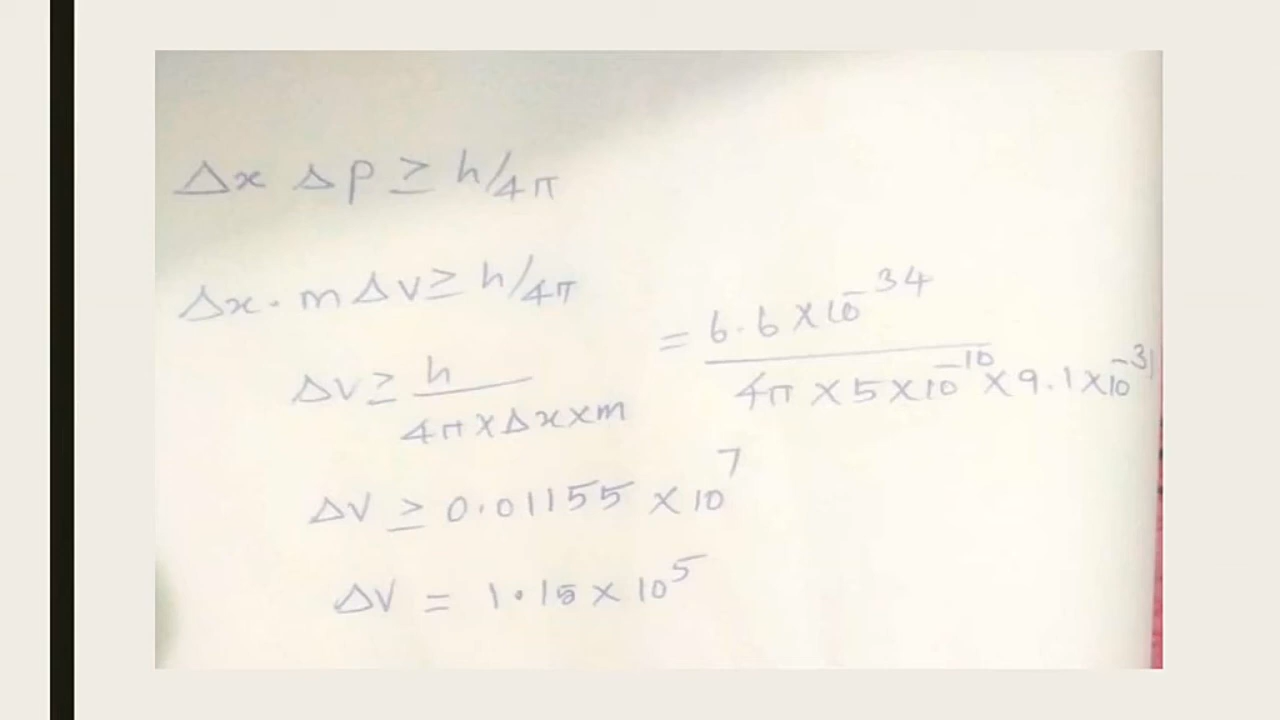 Δx Δp ≥ h/4π
Δx · m Δv ≥ h/4π
Δv ≥ h / 4π × Δx × m
= 6.6 × 10^-34 / 4π × 5 × 10^-10 × 9.1 × 10^-31
Δv ≥ 0.01155 × 10^7
Δv = 1.15 × 10^5